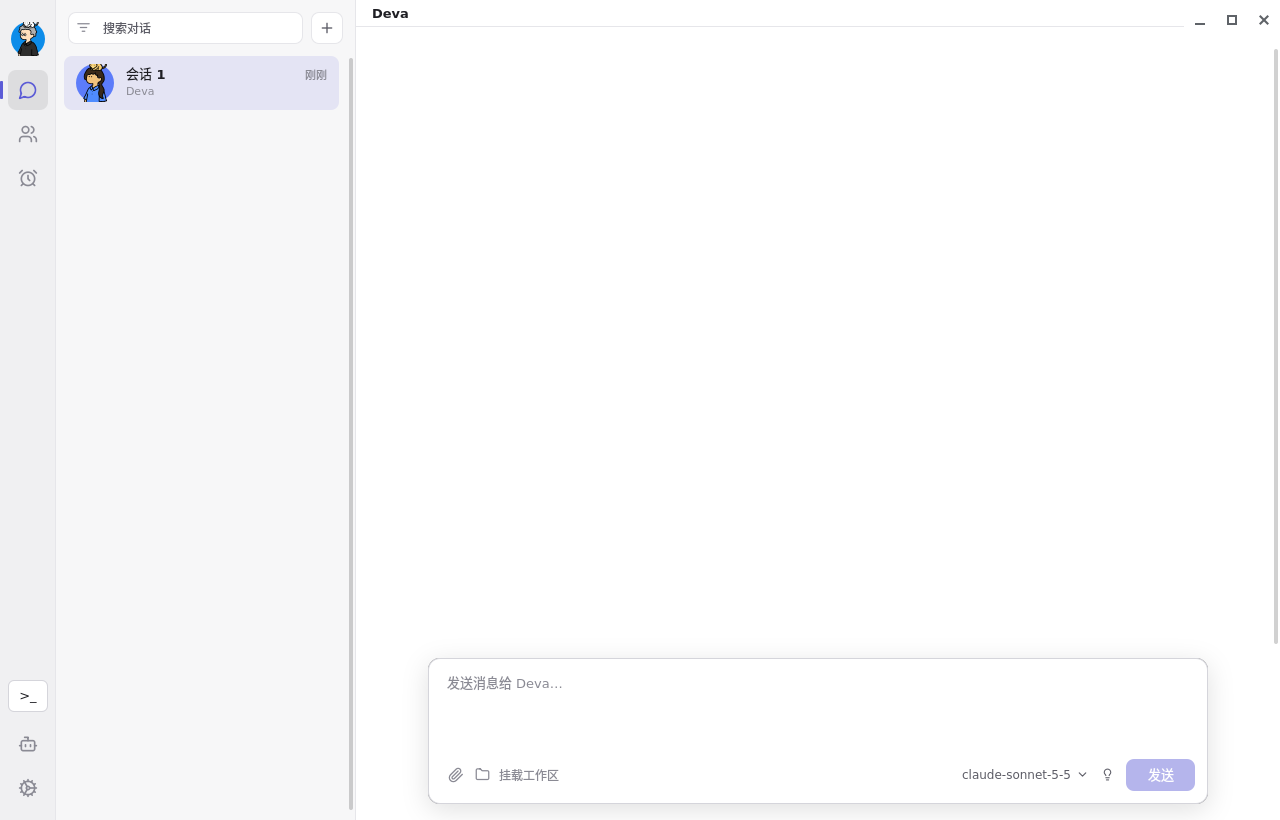 搜索对话
会话 1
刚刚
Deva
Deva
发送消息给 Deva...
挂载工作区
claude-sonnet-5-5
发送
>_